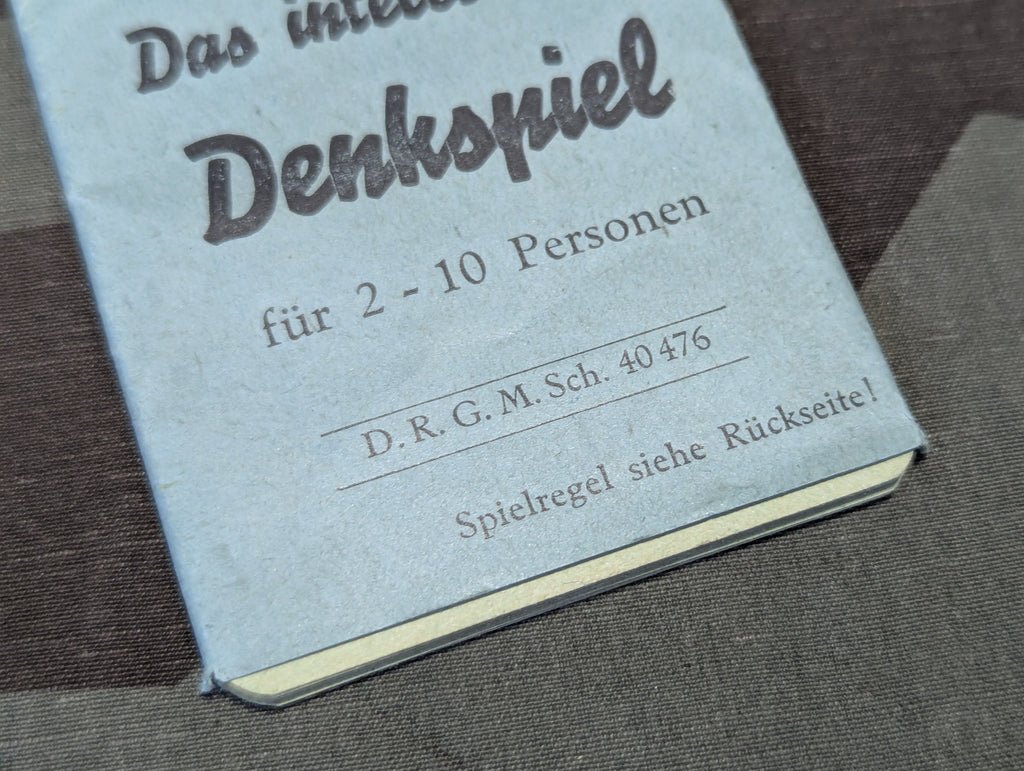 Das
Denkspiel
für 2 - 10 Personen
D. R. G. M. Sch. 40 476
Spielregel siehe Rückseite!